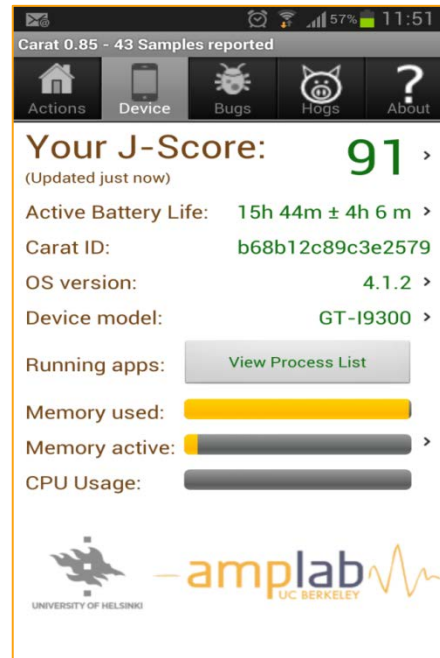 57% 11:51
Carat 0.85 - 43 Samples reported
Actions Device Bugs Hogs About
Your J-Score: 91 ›
(Updated just now)
Active Battery Life: 15h 44m ± 4h 6 m ›
Carat ID: b68b12c89c3e2579
OS version: 4.1.2 ›
Device model: GT-I9300 ›
Running apps: View Process List
Memory used:
Memory active: ›
CPU Usage:
amplab
UC BERKELEY
UNIVERSITY OF HELSINKI